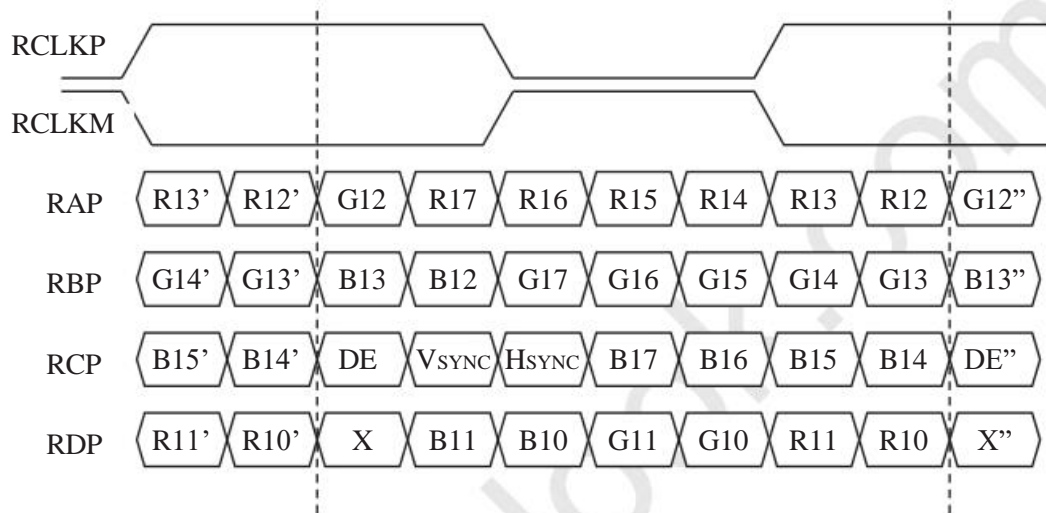 RCLKP
RCLKM
RAP R13’ R12’ G12 R17 R16 R15 R14 R13 R12 G12”
RBP G14’ G13’ B13 B12 G17 G16 G15 G14 G13 B13”
RCP B15’ B14’ DE VSYNC HSYNC B17 B16 B15 B14 DE”
RDP R11’ R10’ X B11 B10 G11 G10 R11 R10 X”